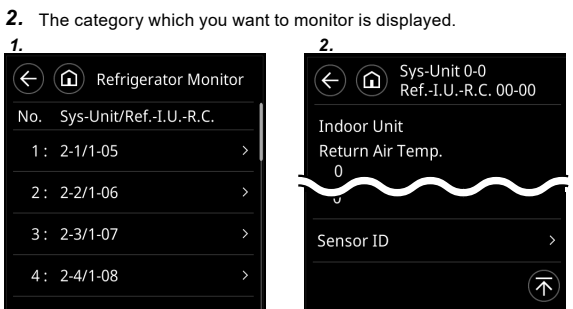 2. The category which you want to monitor is displayed.
1.
Refrigerator Monitor
No. Sys-Unit/Ref.-I.U.-R.C.
1: 2-1/1-05 >
2: 2-2/1-06 >
3: 2-3/1-07 >
4: 2-4/1-08 >
2.
Sys-Unit 0-0
Ref.-I.U.-R.C. 00-00
Indoor Unit
Return Air Temp.
0
Sensor ID >